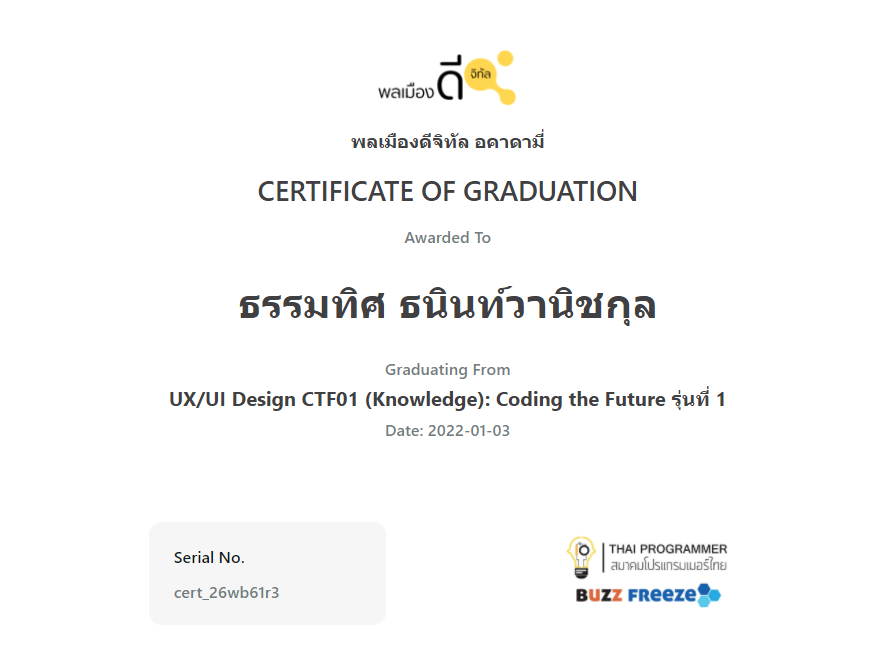 พลเมืองดีจิทัล
พลเมืองดีจิทัล อคาดามี่
CERTIFICATE OF GRADUATION
Awarded To
ธรรมทิศ ธนินท์วานิชกุล
Graduating From
UX/UI Design CTF01 (Knowledge): Coding the Future รุ่นที่ 1
Date: 2022-01-03
Serial No.
cert_26wb61r3
THAI PROGRAMMER
สมาคมโปรแกรมเมอร์ไทย
BUZZ FREEZE